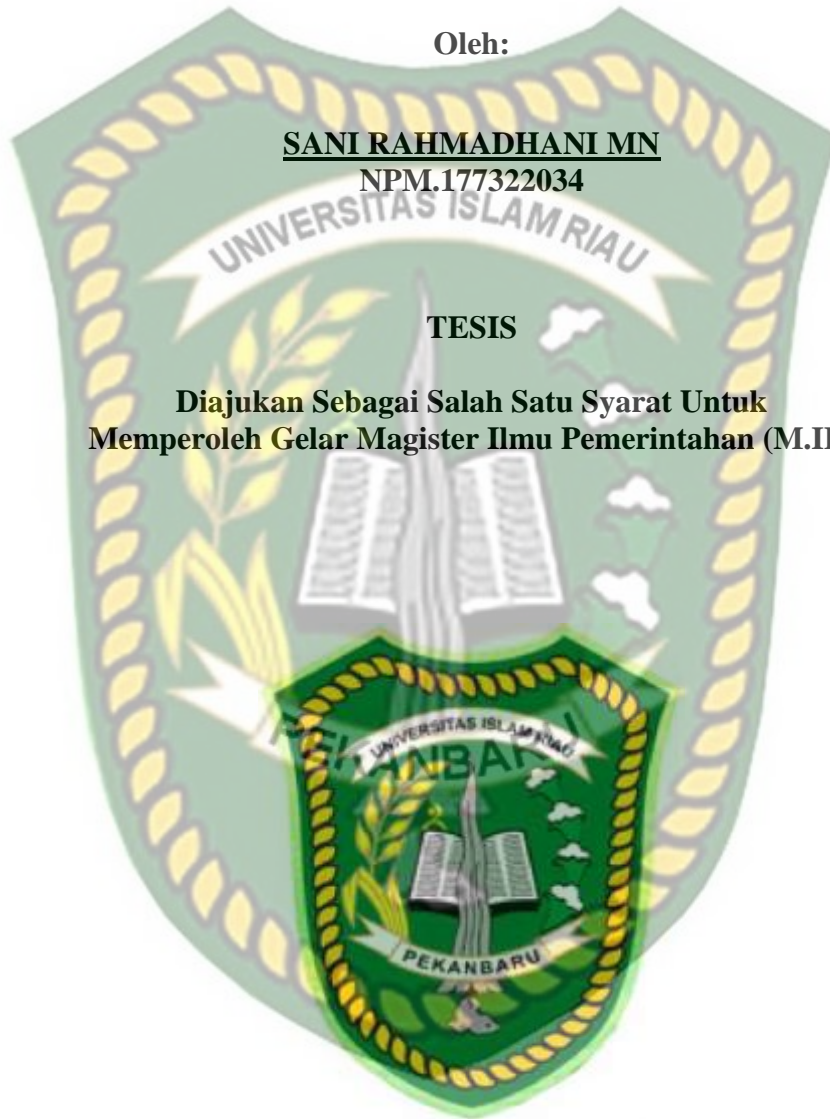 Oleh:
SANI RAHMADHANI MN
NPM.177322034
UNIVERSITAS ISLAM RIAU
TESIS
Diajukan Sebagai Salah Satu Syarat Untuk
Memperoleh Gelar Magister Ilmu Pemerintahan (M.II
PEKANBARU
UNIVERSITAS ISLAM RIAU
PEKANBARU